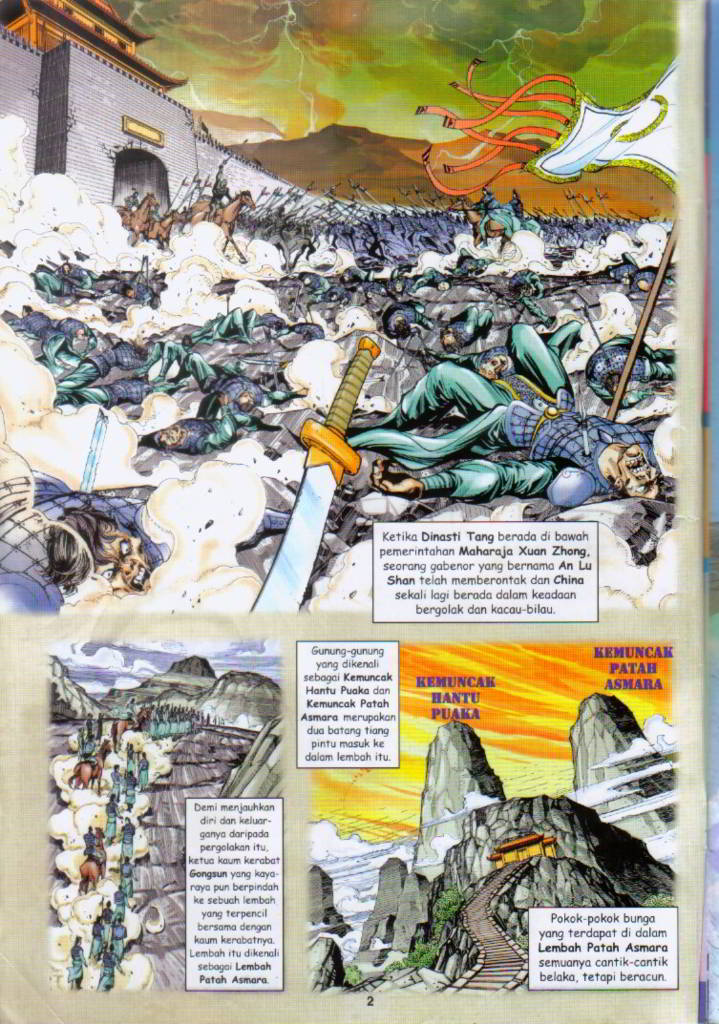 Ketika Dinasti Tang berada di bawah
pemerintahan Maharaja Xuan Zhong,
seorang gabenor yang bernama An Lu
Shan telah memberontak dan China
sekali lagi berada dalam keadaan
bergolak dan kacau-bilau.
Gunung-gunung
yang dikenali
sebagai Kemuncak
Hantu Puaka dan
Kemuncak Patah
Asmara merupakan
dua batang tiang
pintu masuk ke
dalam lembah itu.
KEMUNCAK
HANTU
PUAKA
KEMUNCAK
PATAH
ASMARA
Demi menjauhkan
diri dan keluar-
ganya daripada
pergolakan itu,
ketua kaum kerabat
Gongsun yang kaya-
raya pun berpindah
ke sebuah lembah
yang terpencil
bersama dengan
kaum kerabatnya.
Lembah itu dikenali
sebagai Lembah
Patah Asmara.
Pokok-pokok bunga
yang terdapat di dalam
Lembah Patah Asmara
semuanya cantik-cantik
belaka, tetapi beracun.
2